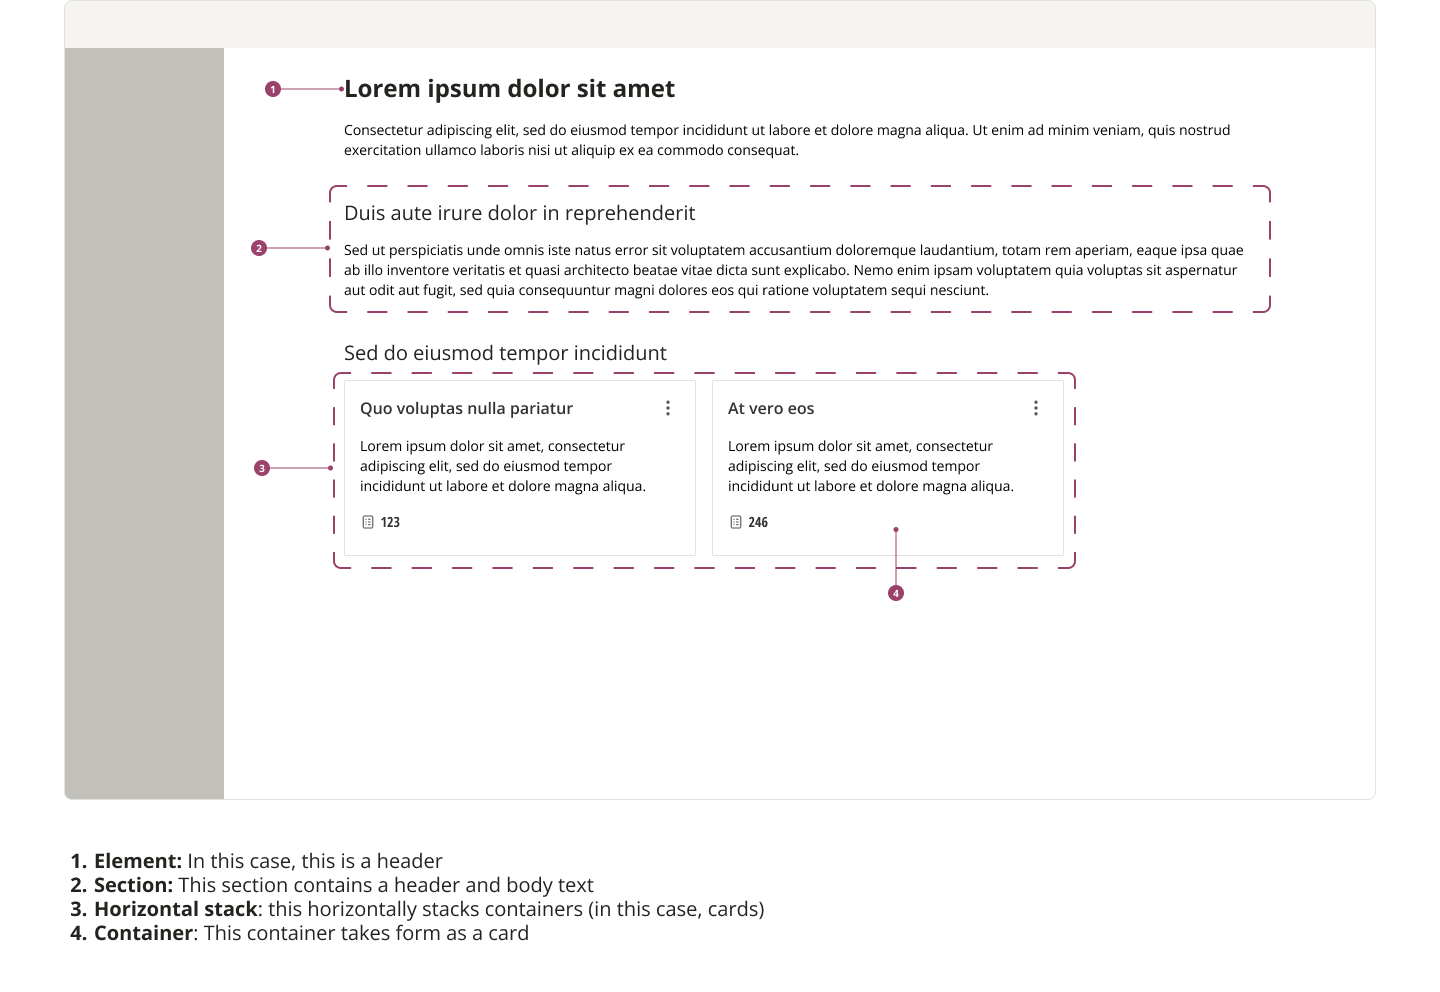 1
Lorem ipsum dolor sit amet
Consectetur adipiscing elit, sed do eiusmod tempor incididunt ut labore et dolore magna aliqua. Ut enim ad minim veniam, quis nostrud
exercitation ullamco laboris nisi ut aliquip ex ea commodo consequat.
Duis aute irure dolor in reprehenderit
2
Sed ut perspiciatis unde omnis iste natus error sit voluptatem accusantium doloremque laudantium, totam rem aperiam, eaque ipsa quae
ab illo inventore veritatis et quasi architecto beatae vitae dicta sunt explicabo. Nemo enim ipsam voluptatem quia voluptas sit aspernatur
aut odit aut fugit, sed quia consequuntur magni dolores eos qui ratione voluptatem sequi nesciunt.
Sed do eiusmod tempor incididunt
3
Quo voluptas nulla pariatur
Lorem ipsum dolor sit amet, consectetur
adipiscing elit, sed do eiusmod tempor
incididunt ut labore et dolore magna aliqua.
123
At vero eos
Lorem ipsum dolor sit amet, consectetur
adipiscing elit, sed do eiusmod tempor
incididunt ut labore et dolore magna aliqua.
246
4
1. Element: In this case, this is a header
2. Section: This section contains a header and body text
3. Horizontal stack: this horizontally stacks containers (in this case, cards)
4. Container: This container takes form as a card